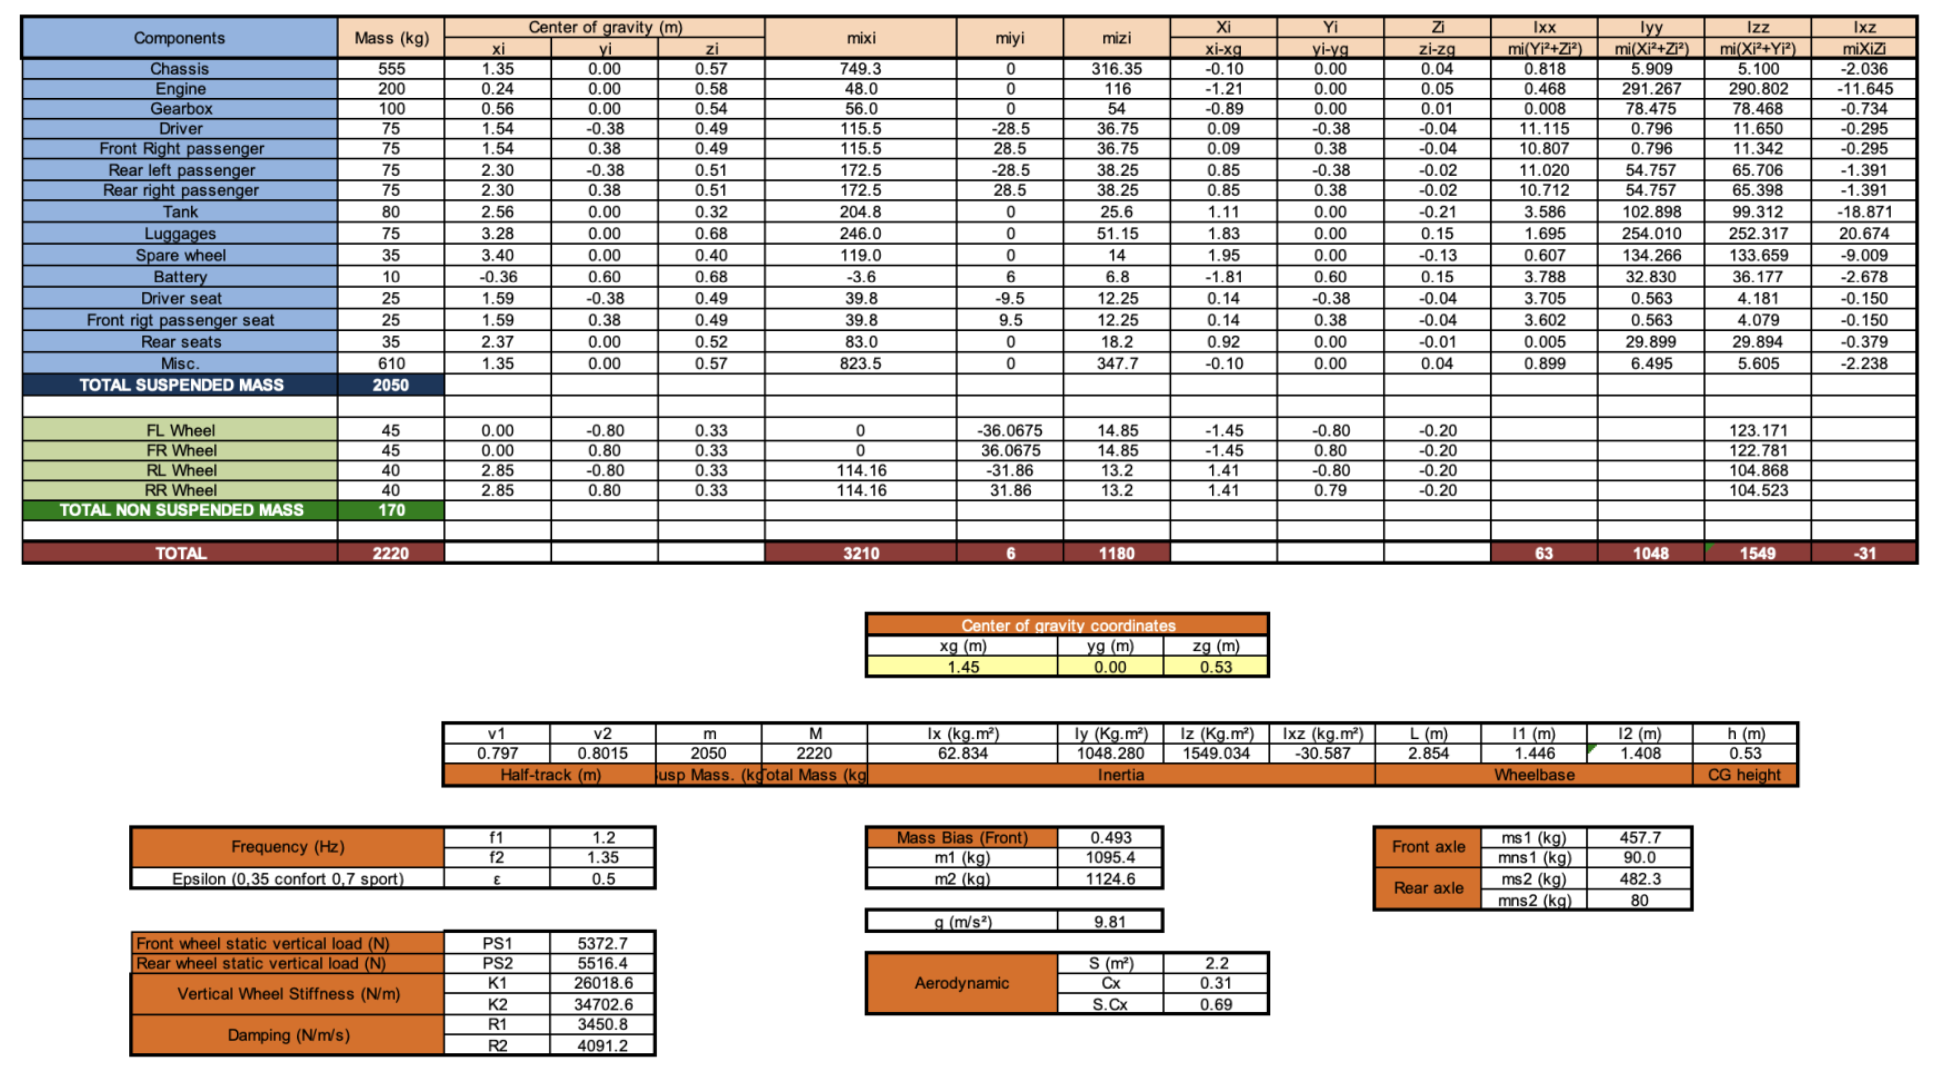 Components Mass (kg) Center of gravity (m) mixi miyi mizi Xi Yi Zi Ixx Iyy Izz Ixz
xi yi zi xi-xg yi-yg zi-zg mi(Yi²+Zi²) mi(Xi²+Zi²) mi(Xi²+Yi²) miXiZi
Chassis 555 1.35 0.00 0.57 749.3 0 316.35 -0.10 0.00 0.04 0.818 5.909 5.100 -2.036
Engine 200 0.24 0.00 0.58 48.0 0 116 -1.21 0.00 0.05 0.468 291.267 290.802 -11.645
Gearbox 100 0.56 0.00 0.54 56.0 0 54 -0.89 0.00 0.01 0.008 78.475 78.468 -0.734
Driver 75 1.54 -0.38 0.49 115.5 -28.5 36.75 0.09 -0.38 -0.04 11.115 0.796 11.650 -0.295
Front Right passenger 75 1.54 0.38 0.49 115.5 28.5 36.75 0.09 0.38 -0.04 10.807 0.796 11.342 -0.295
Rear left passenger 75 2.30 -0.38 0.51 172.5 -28.5 38.25 0.85 -0.38 -0.02 11.020 54.757 65.706 -1.391
Rear right passenger 75 2.30 0.38 0.51 172.5 28.5 38.25 0.85 0.38 -0.02 10.712 54.757 65.398 -1.391
Tank 80 2.56 0.00 0.32 204.8 0 25.6 1.11 0.00 -0.21 3.586 102.898 99.312 -18.871
Luggages 75 3.28 0.00 0.68 246.0 0 51.15 1.83 0.00 0.15 1.695 254.010 252.317 20.674
Spare wheel 35 3.40 0.00 0.40 119.0 0 14 1.95 0.00 -0.13 0.607 134.266 133.659 -9.009
Battery 10 -0.36 0.60 0.68 -3.6 6 6.8 -1.81 0.60 0.15 3.788 32.830 36.177 -2.678
Driver seat 25 1.59 -0.38 0.49 39.8 -9.5 12.25 0.14 -0.38 -0.04 3.705 0.563 4.181 -0.150
Front rigt passenger seat 25 1.59 0.38 0.49 39.8 9.5 12.25 0.14 0.38 -0.04 3.602 0.563 4.079 -0.150
Rear seats 35 2.37 0.00 0.52 83.0 0 18.2 0.92 0.00 -0.01 0.005 29.899 29.894 -0.379
Misc. 610 1.35 0.00 0.57 823.5 0 347.7 -0.10 0.00 0.04 0.899 6.495 5.605 -2.238
TOTAL SUSPENDED MASS 2050
FL Wheel 45 0.00 -0.80 0.33 0 -36.0675 14.85 -1.45 -0.80 -0.20 123.171
FR Wheel 45 0.00 0.80 0.33 0 36.0675 14.85 -1.45 0.80 -0.20 122.781
RL Wheel 40 2.85 -0.80 0.33 114.16 -31.86 13.2 1.41 -0.80 -0.20 104.868
RR Wheel 40 2.85 0.80 0.33 114.16 31.86 13.2 1.41 0.79 -0.20 104.523
TOTAL NON SUSPENDED MASS 170
TOTAL 2220 3210 6 1180 63 1048 1549 -31
Center of gravity coordinates
xg (m) yg (m) zg (m)
1.45 0.00 0.53
v1 v2 m M Ix (kg.m²) Iy (Kg.m²) Iz (Kg.m²) Ixz (kg.m²) L (m) l1 (m) l2 (m) h (m)
0.797 0.8015 2050 2220 62.834 1048.280 1549.034 -30.587 2.854 1.446 1.408 0.53
Half-track (m) usp Mass. (kg Total Mass (kg Inertia Wheelbase CG height
Frequency (Hz) f1 1.2
f2 1.35
Epsilon (0,35 confort 0,7 sport) ε 0.5
Mass Bias (Front) 0.493
m1 (kg) 1095.4
m2 (kg) 1124.6
Front axle ms1 (kg) 457.7
mns1 (kg) 90.0
Rear axle ms2 (kg) 482.3
mns2 (kg) 80
g (m/s²) 9.81
Front wheel static vertical load (N) PS1 5372.7
Rear wheel static vertical load (N) PS2 5516.4
Vertical Wheel Stiffness (N/m) K1 26018.6
K2 34702.6
Damping (N/m/s) R1 3450.8
R2 4091.2
Aerodynamic S (m²) 2.2
Cx 0.31
S.Cx 0.69